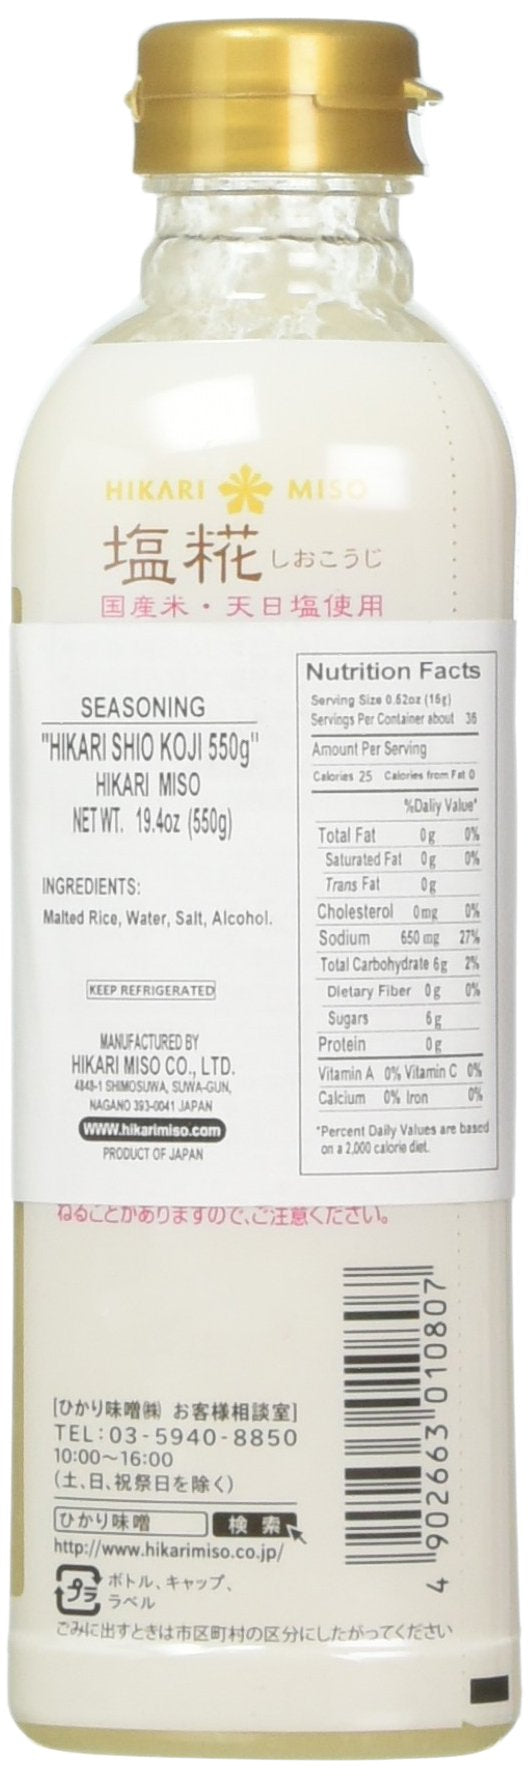 HIKARI MISO
塩糀 しおこうじ
国産米・天日塩使用
SEASONING
"HIKARI SHIO KOJI 550g"
HIKARI MISO
NET WT. 19.4oz (550g)
INGREDIENTS:
Malted Rice, Water, Salt, Alcohol.
KEEP REFRIGERATED
MANUFACTURED BY
HIKARI MISO CO., LTD.
4848-1 SHIMOSUWA, SUWA-GUN,
NAGANO 393-0041 JAPAN
www.hikarimiso.com
PRODUCT OF JAPAN
Nutrition Facts
Serving Size 0.52oz (15g)
Servings Per Container about 36
Amount Per Serving
Calories 25 Calories from Fat 0
%Daliy Value*
Total Fat 0g 0%
Saturated Fat 0g 0%
Trans Fat 0g
Cholesterol 0mg 0%
Sodium 650mg 27%
Total Carbohydrate 6g 2%
Dietary Fiber 0g 0%
Sugars 6g
Protein 0g
Vitamin A 0% Vitamin C 0%
Calcium 0% Iron 0%
*Percent Daily Values are based
on a 2,000 calorie diet.
ねることがありますので、ご注意ください。
[ひかり味噌㈱ お客様相談室]
TEL:03-5940-8850
10:00~16:00
(土、日、祝祭日を除く)
ひかり味噌 検索
http://www.hikarimiso.co.jp/
プラ ボトル、キャップ、
ラベル
ごみに出すときは市区町村の区分にしたがってください
4 902663 010807